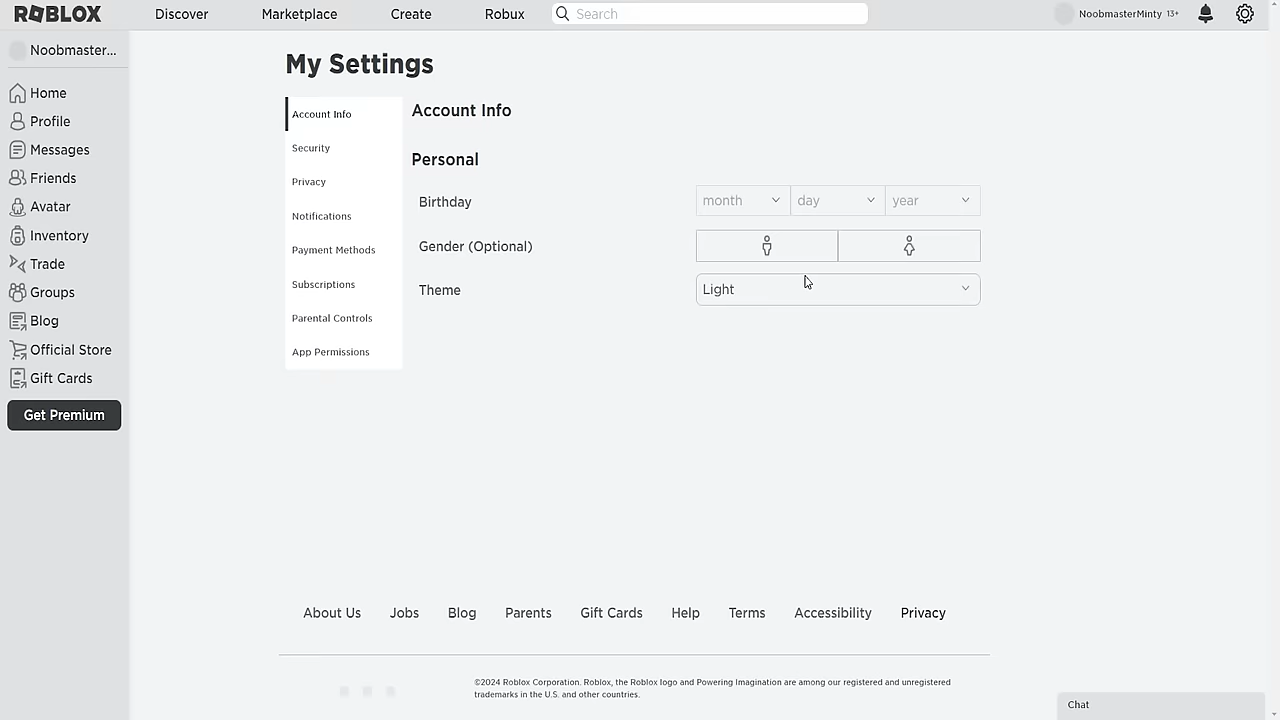 ROBLOX
Discover
Marketplace
Create
Robux
Search
NoobmasterMinty 13+
Noobmaster...
Home
Profile
Messages
Friends
Avatar
Inventory
Trade
Groups
Blog
Official Store
Gift Cards
Get Premium
My Settings
Account Info
Security
Privacy
Notifications
Payment Methods
Subscriptions
Parental Controls
App Permissions
Account Info
Personal
Birthday
month
day
year
Gender (Optional)
Theme
Light
About Us
Jobs
Blog
Parents
Gift Cards
Help
Terms
Accessibility
Privacy
©2024 Roblox Corporation. Roblox, the Roblox logo and Powering Imagination are among our registered and unregistered
trademarks in the U.S. and other countries.
Chat